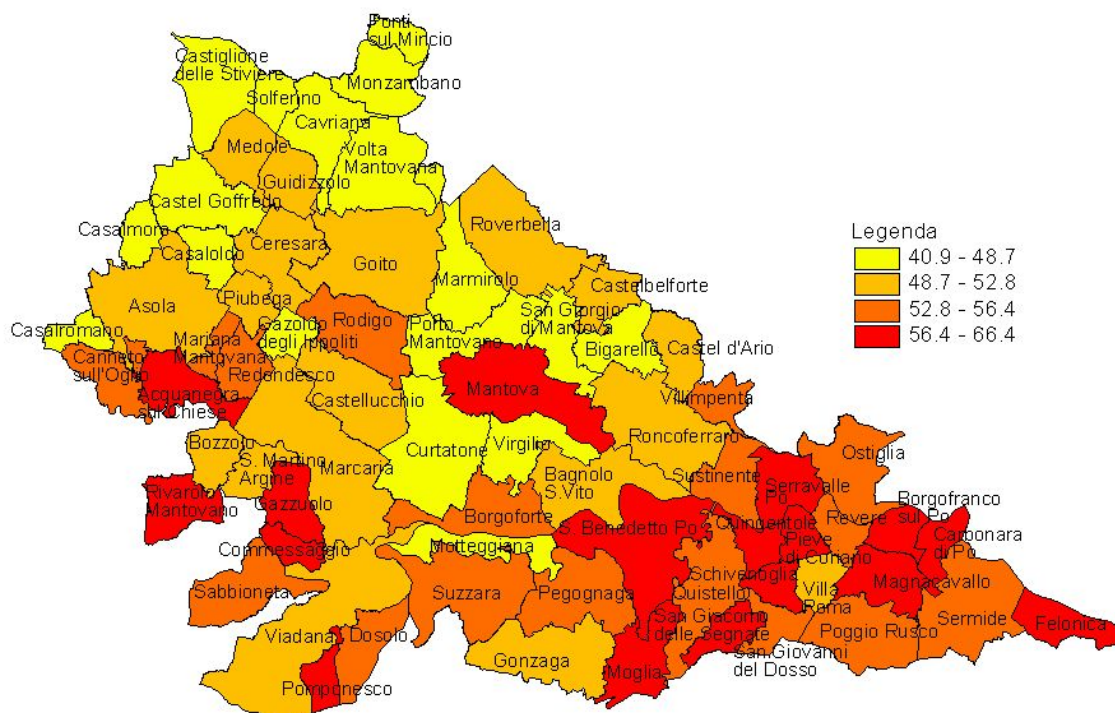 Ponti
sul Mincio
Castiglione
delle Stiviere
Monzambano
Solferino
Cavriana
Medole
Volta
Mantovana
Guidizzolo
Castel Goffredo
Roverbella
Casalmoro
Ceresara
Casaloldo
Goito
Marmirolo
Castelbelforte
Asola
Piubega
San Giorgio
di Mantova
Gazoldo
degli Ippoliti
Rodigo
Porto
Mantovano
Casalromano
Mariana
Mantovana
Bigarello
Castel d'Ario
Canneto
sull'Oglio
Redondesco
Acquanegra
sul Chiese
Mantova
Villimpenta
Castellucchio
Bozzolo
Curtatone
Virgilio
Roncoferraro
Ostiglia
S. Martino
Argine
Marcaria
Bagnolo
S.Vito
Sustinente
Serravalle
Po
Rivarolo
Mantovano
Gazzuolo
Borgoforte
Borgofranco
sul Po
Revere
S. Benedetto Po
Quingentole
Pieve
di Coriano
Carbonara
di Po
Commessaggio
Motteggiana
Schivenoglia
Magnacavallo
Sabbioneta
Suzzara
Pegognaga
Quistello
Villa
Poma
Sermide
Felonica
Viadana
Dosolo
San Giacomo
delle Segnate
Poggio Rusco
Gonzaga
Moglia
San Giovanni
del Dosso
Pomponesco
Legenda
40.9 - 48.7
48.7 - 52.8
52.8 - 56.4
56.4 - 66.4